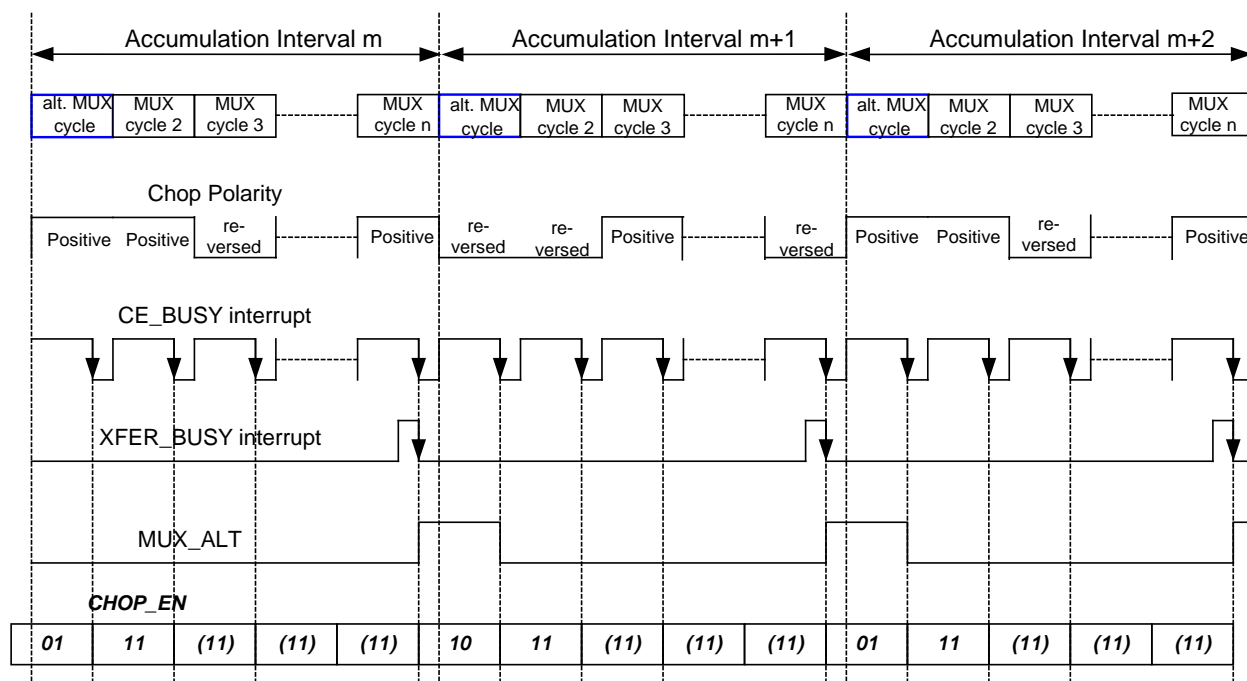 Accumulation Interval m
Accumulation Interval m+1
Accumulation Interval m+2
alt. MUX
cycle
MUX
cycle 2
MUX
cycle 3
MUX
cycle n
alt. MUX
cycle
MUX
cycle 2
MUX
cycle 3
MUX
cycle n
alt. MUX
cycle
MUX
cycle 2
MUX
cycle 3
MUX
cycle n
Chop Polarity
Positive
Positive
re-
versed
Positive
re-
versed
re-
versed
Positive
re-
versed
Positive
Positive
re-
versed
Positive
CE_BUSY interrupt
XFER_BUSY interrupt
MUX_ALT
CHOP_EN
01 11 (11) (11) (11) 10 11 (11) (11) (11) 01 11 (11) (11) (11)